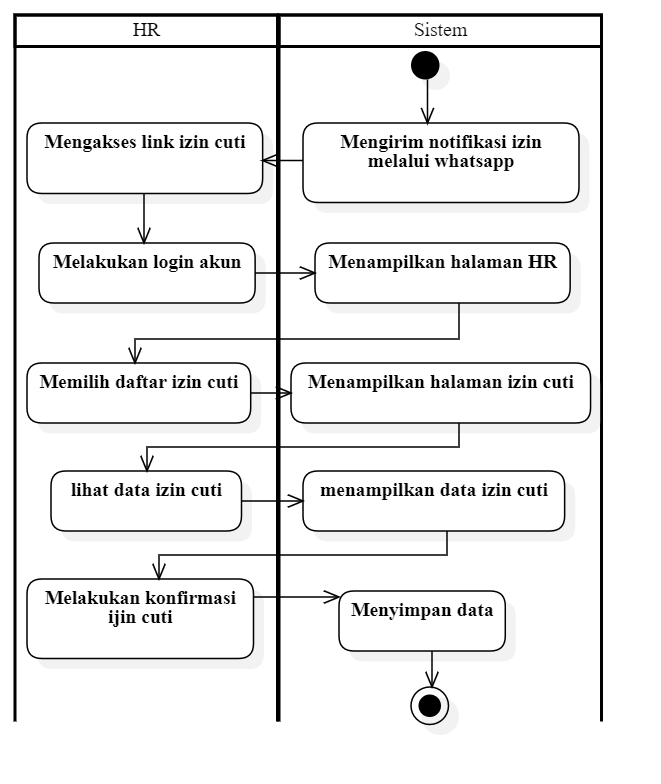 HR
Sistem
Mengirim notifikasi izin
melalui whatsapp
Mengakses link izin cuti
Melakukan login akun
Menampilkan halaman HR
Memilih daftar izin cuti
Menampilkan halaman izin cuti
lihat data izin cuti
menampilkan data izin cuti
Melakukan konfirmasi
ijin cuti
Menyimpan data